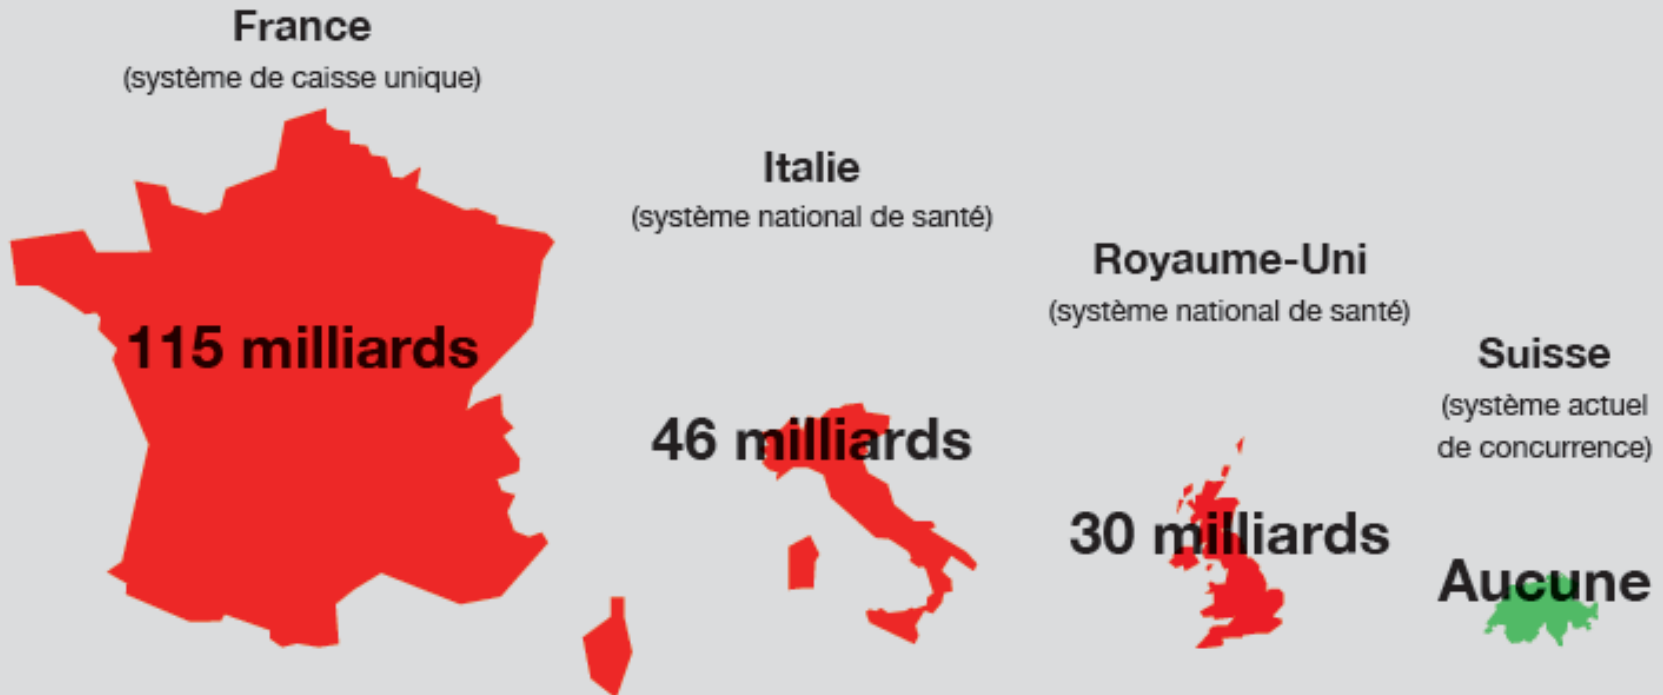 France
(système de caisse unique)
115 milliards
Italie
(système national de santé)
46 milliards
Royaume-Uni
(système national de santé)
30 milliards
Suisse
(système actuel
de concurrence)
Aucune